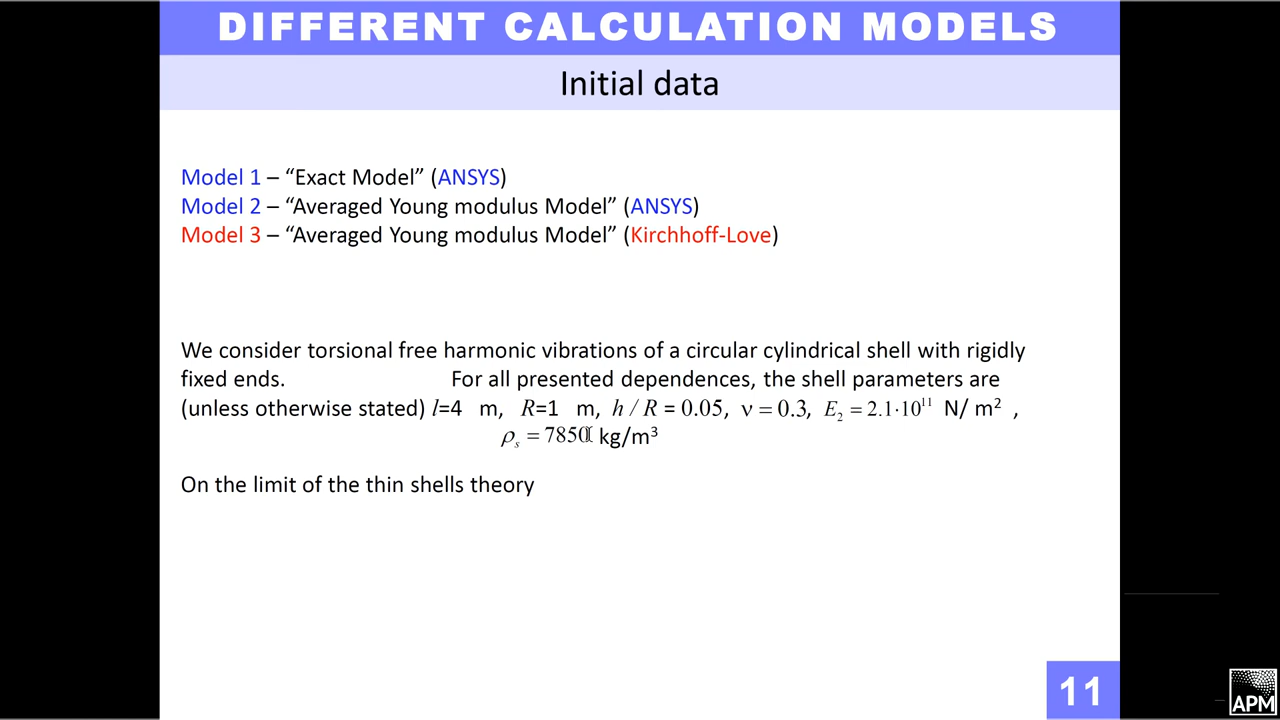 DIFFERENT CALCULATION MODELS
Initial data
Model 1 – “Exact Model” (ANSYS)
Model 2 – “Averaged Young modulus Model” (ANSYS)
Model 3 – “Averaged Young modulus Model” (Kirchhoff-Love)
We consider torsional free harmonic vibrations of a circular cylindrical shell with rigidly
fixed ends. For all presented dependences, the shell parameters are
(unless otherwise stated) l=4 m, R=1 m, h / R = 0.05, ν = 0.3, E₂ = 2.1·10¹¹ N/ m² ,
ρₛ = 7850 kg/m³
On the limit of the thin shells theory
11
APM